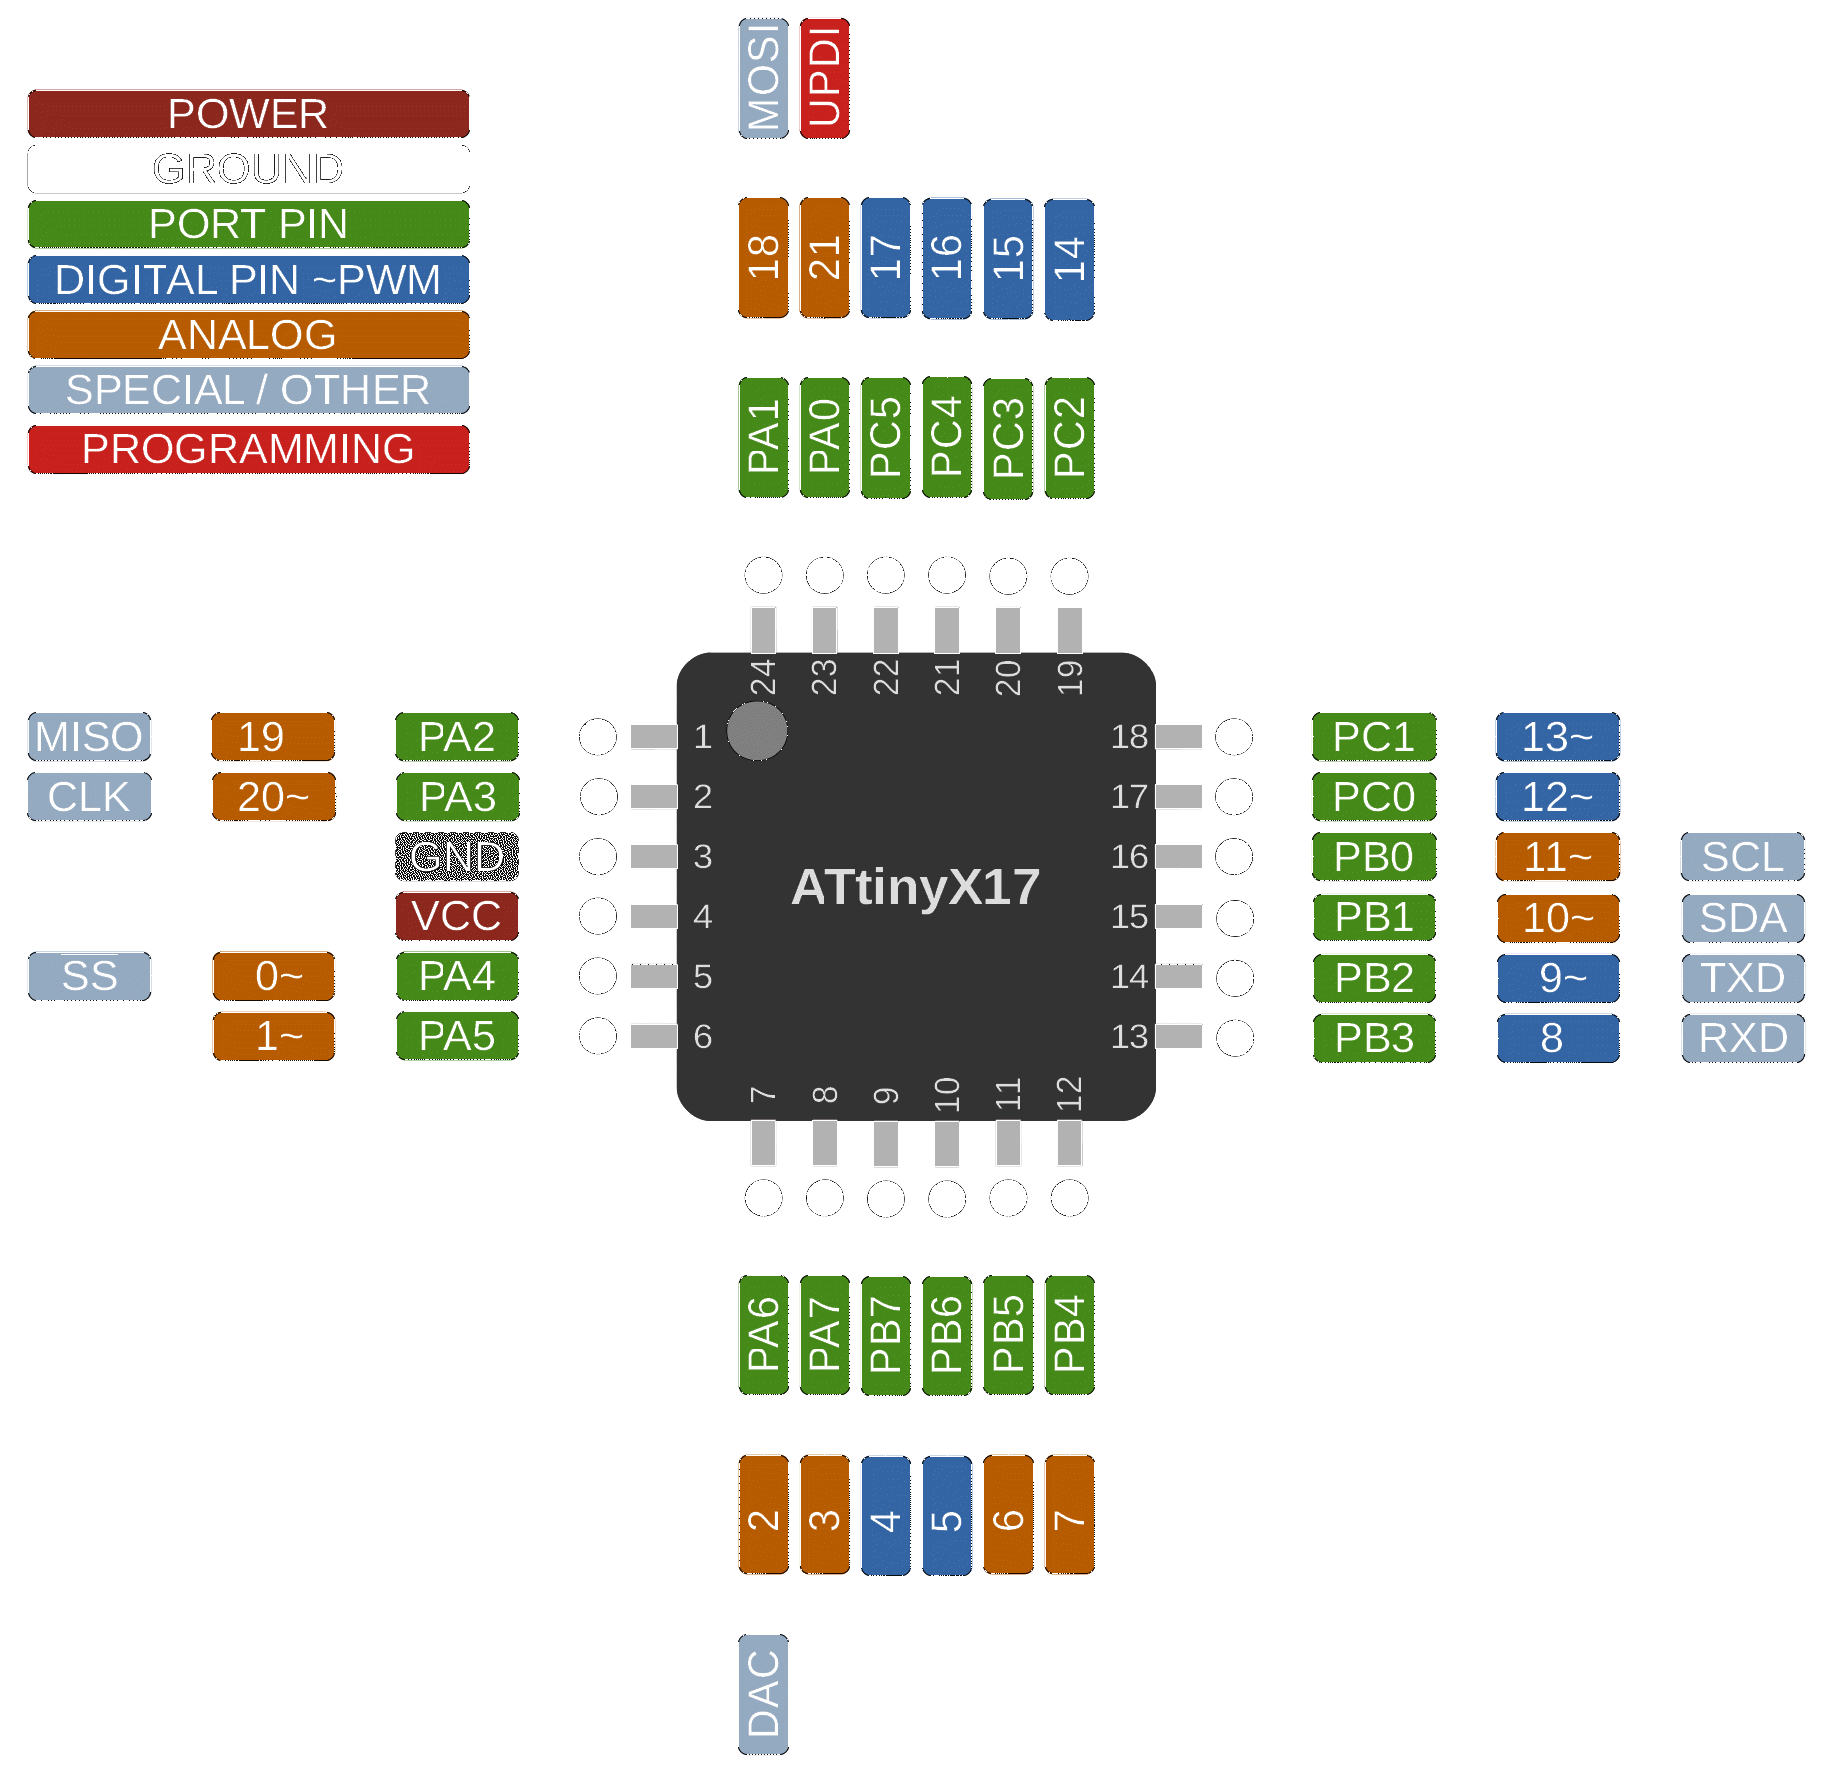 MOSI UPDI
POWER
GROUND
PORT PIN
DIGITAL PIN ~PWM
ANALOG
SPECIAL / OTHER
PROGRAMMING
18 21 17 16 15 14
PA1 PA0 PC5 PC4 PC3 PC2
24 23 22 21 20 19
MISO 19 PA2 1 18 PC1 13~
CLK 20~ PA3 2 17 PC0 12~
GND 3 16 PB0 11~ SCL
ATtinyX17
VCC 4 15 PB1 10~ SDA
SS 0~ PA4 5 14 PB2 9~ TXD
1~ PA5 6 13 PB3 8 RXD
7 8 9 10 11 12
PA6 PA7 PB7 PB6 PB5 PB4
2 3 4 5 6 7
DAC